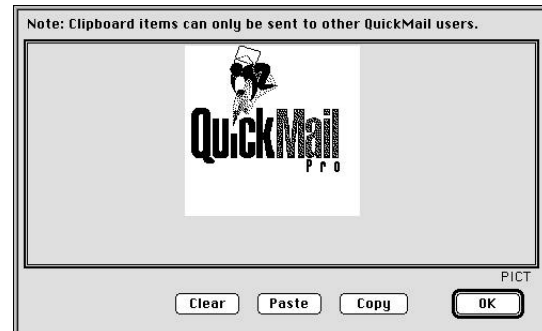 Note: Clipboard items can only be sent to other QuickMail users.
QuickMail
Pro
PICT
Clear Paste Copy OK